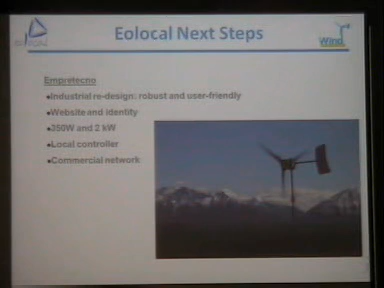 Eolocal Next Steps
Wind
Empretecno
•Industrial re-design: robust and user-friendly
•Website and identity
•350W and 2 kW
•Local controller
•Commercial network